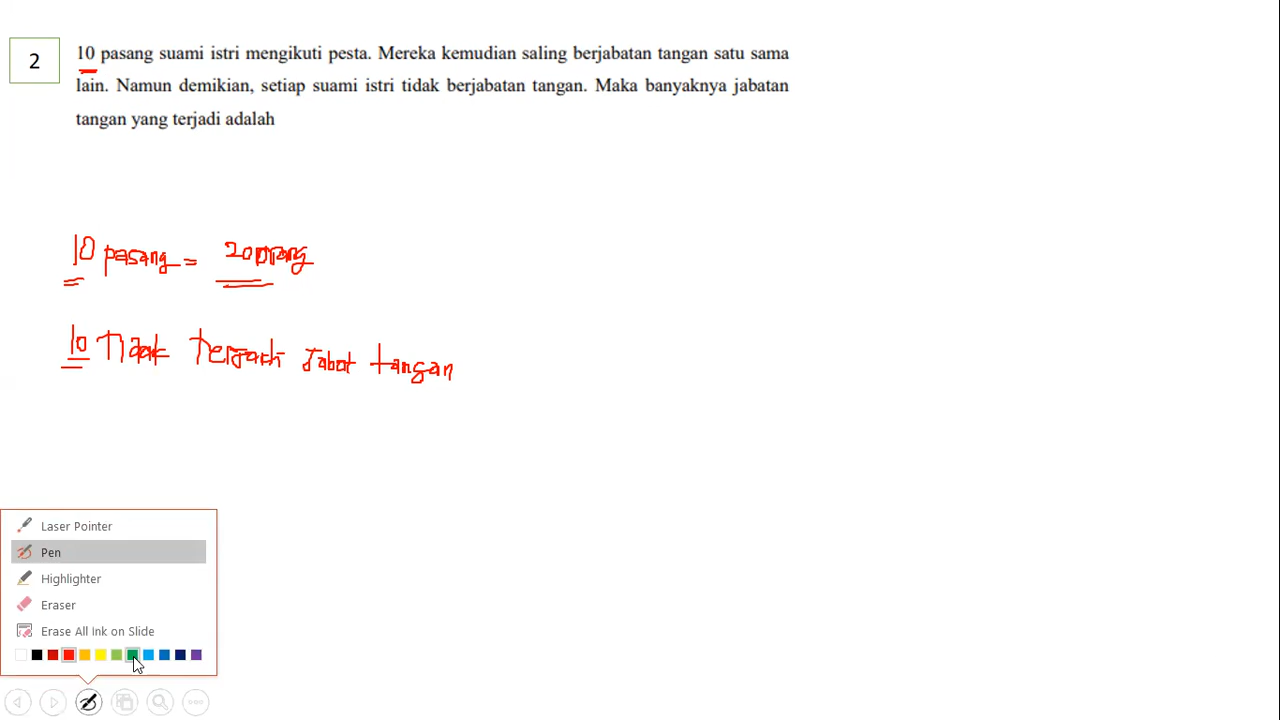 2
10 pasang suami istri mengikuti pesta. Mereka kemudian saling berjabatan tangan satu sama
lain. Namun demikian, setiap suami istri tidak berjabatan tangan. Maka banyaknya jabatan
tangan yang terjadi adalah
10 pasang = 20 orang
10 Tidak terjadi Jabat tangan
Laser Pointer
Pen
Highlighter
Eraser
Erase All Ink on Slide